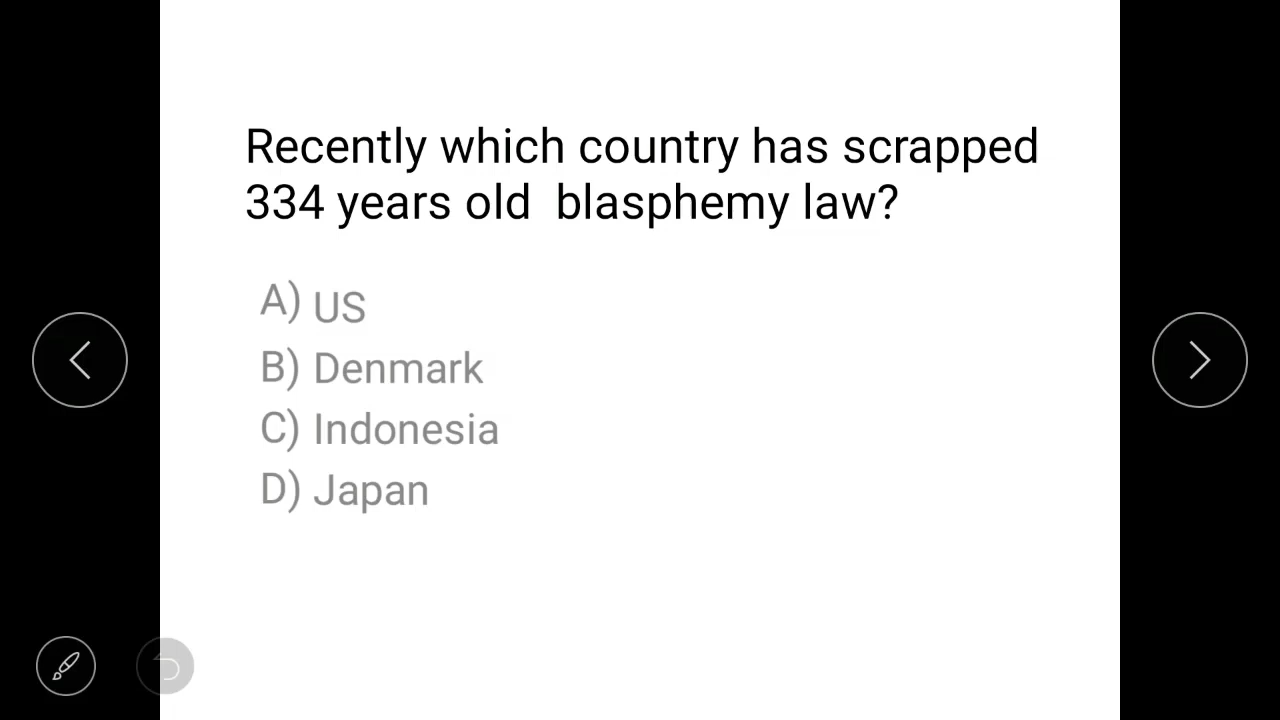 Recently which country has scrapped
334 years old  blasphemy law?
A) US
B) Denmark
C) Indonesia
D) Japan